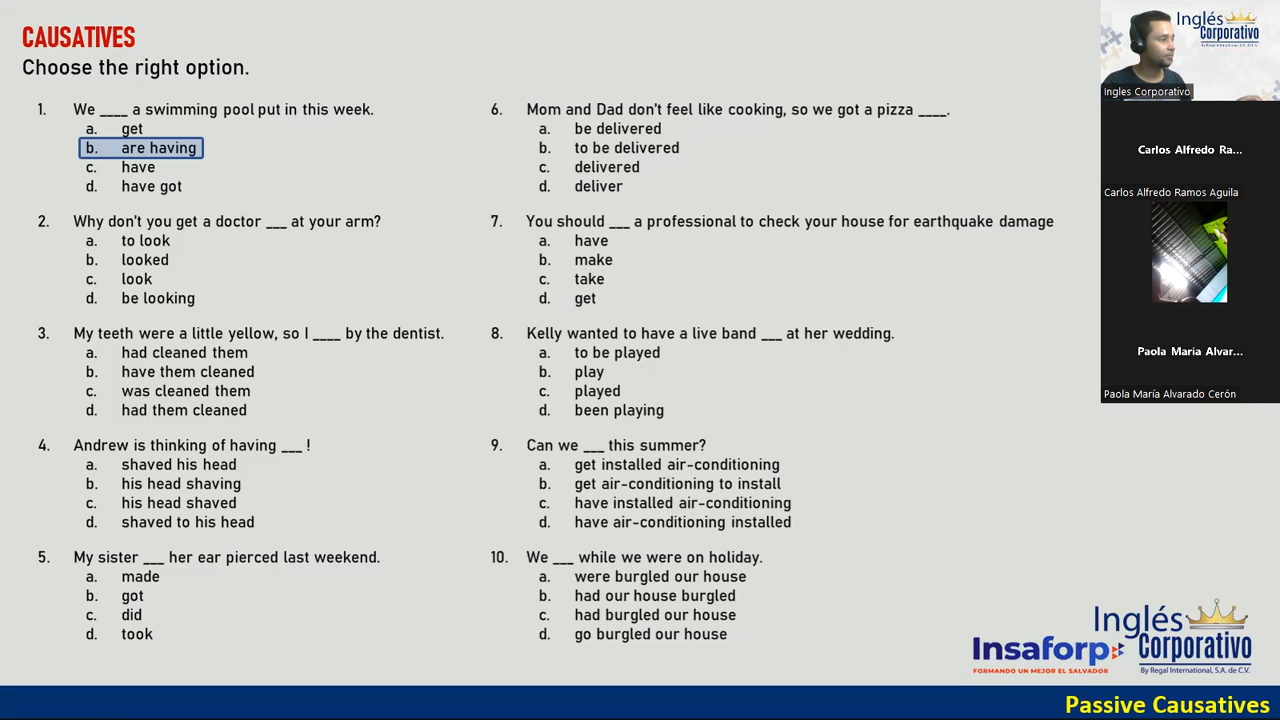 CAUSATIVES
Choose the right option.
1. We ____ a swimming pool put in this week.
a. get
b. are having
c. have
d. have got
2. Why don't you get a doctor ___ at your arm?
a. to look
b. looked
c. look
d. be looking
3. My teeth were a little yellow, so I ____ by the dentist.
a. had cleaned them
b. have them cleaned
c. was cleaned them
d. had them cleaned
4. Andrew is thinking of having ___ !
a. shaved his head
b. his head shaving
c. his head shaved
d. shaved to his head
5. My sister ___ her ear pierced last weekend.
a. made
b. got
c. did
d. took
6. Mom and Dad don't feel like cooking, so we got a pizza ____.
a. be delivered
b. to be delivered
c. delivered
d. deliver
7. You should ___ a professional to check your house for earthquake damage
a. have
b. make
c. take
d. get
8. Kelly wanted to have a live band ___ at her wedding.
a. to be played
b. play
c. played
d. been playing
9. Can we ___ this summer?
a. get installed air-conditioning
b. get air-conditioning to install
c. have installed air-conditioning
d. have air-conditioning installed
10. We ___ while we were on holiday.
a. were burgled our house
b. had our house burgled
c. had burgled our house
d. go burgled our house
Inglés
Corporativo
Ingles Corporativo
Carlos Alfredo Ra...
Carlos Alfredo Ramos Aguila
Paola María Alvar...
Paola María Alvarado Cerón
Insaforp
FORMANDO UN MEJOR EL SALVADOR
Inglés
Corporativo
By Regal International, S.A. de C.V.
Passive Causatives